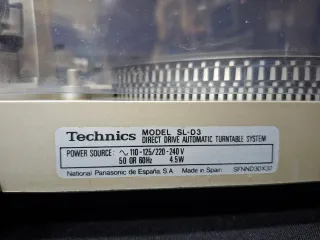 Technics MODEL SL-D3
DIRECT DRIVE AUTOMATIC TURNTABLE SYSTEM
POWER SOURCE: ∿ 110-125/220-240 V
50 OR 60Hz 4.5W
National Panasonic de España, S.A. Made in Spain